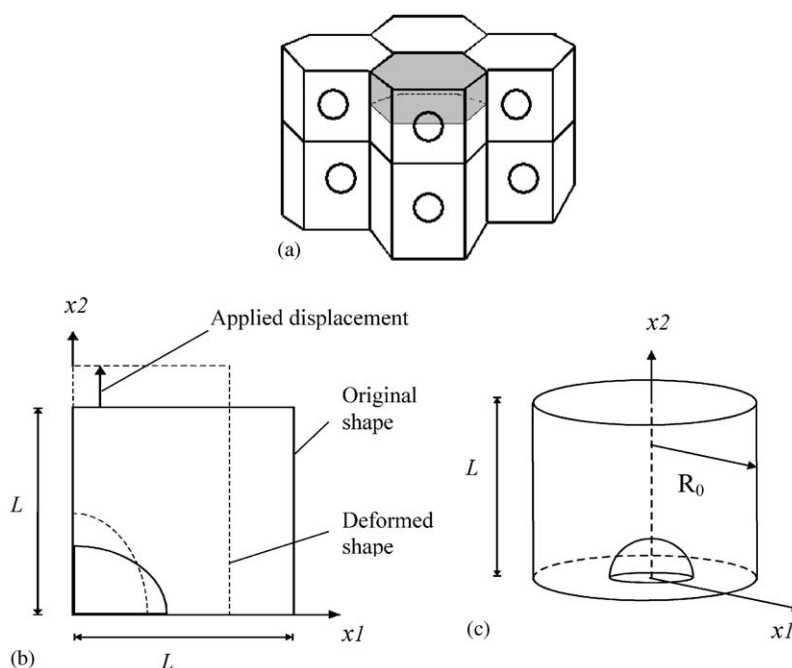 (a)
x2
Applied displacement
Original
shape
L
Deformed
shape
x1
(b)
L
x2
L
R0
x1
(c)